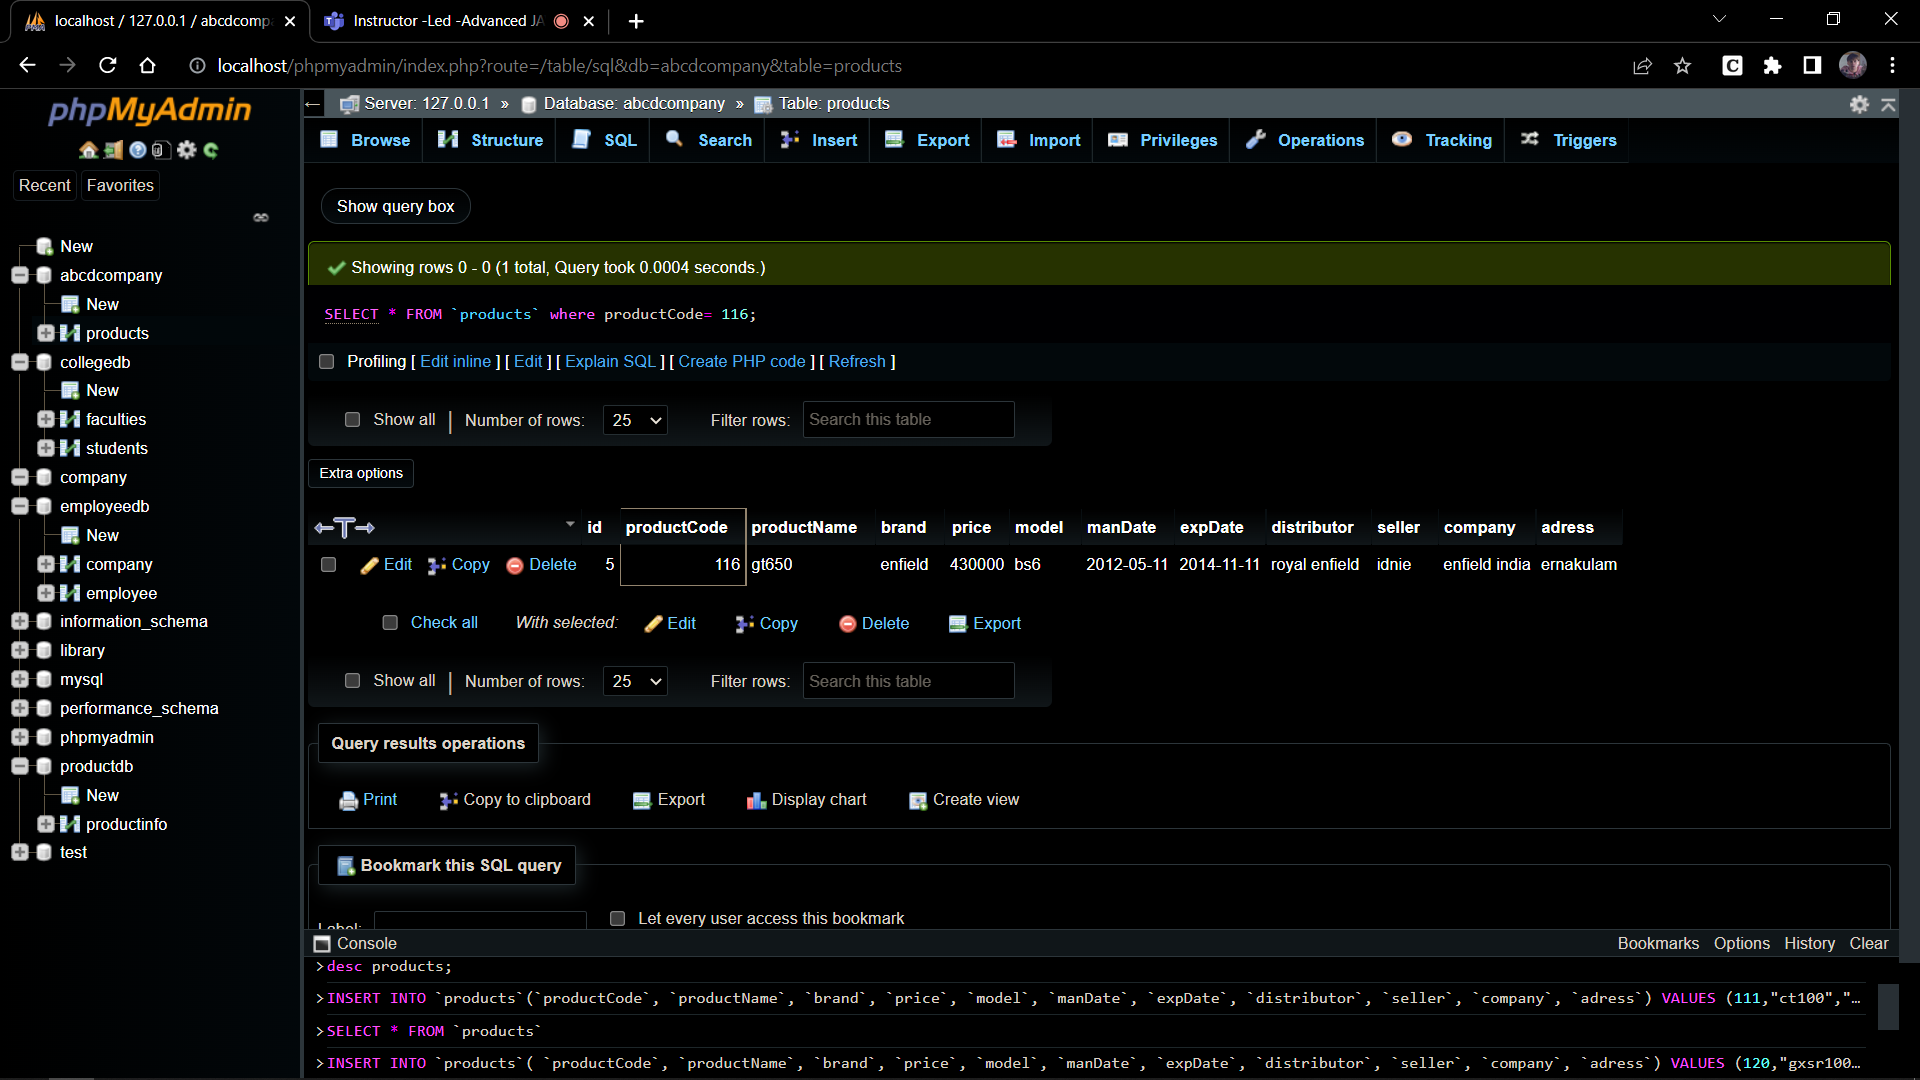 localhost / 127.0.0.1 / abcdcomp
Instructor -Led -Advanced JA
localhost/phpmyadmin/index.php?route=/table/sql&db=abcdcompany&table=products
phpMyAdmin
Recent
Favorites
New
abcdcompany
New
products
collegedb
New
faculties
students
company
employeedb
New
company
employee
information_schema
library
mysql
performance_schema
phpmyadmin
productdb
New
productinfo
test
Server: 127.0.0.1 » Database: abcdcompany » Table: products
Browse Structure SQL Search Insert Export Import Privileges Operations Tracking Triggers
Show query box
Showing rows 0 - 0 (1 total, Query took 0.0004 seconds.)
SELECT * FROM `products` where productCode= 116;
Profiling [ Edit inline ] [ Edit ] [ Explain SQL ] [ Create PHP code ] [ Refresh ]
Show all | Number of rows: 25 Filter rows: Search this table
Extra options
id productCode productName brand price model manDate expDate distributor seller company adress
Edit Copy Delete 5 116 gt650 enfield 430000 bs6 2012-05-11 2014-11-11 royal enfield idnie enfield india ernakulam
Check all With selected: Edit Copy Delete Export
Show all | Number of rows: 25 Filter rows: Search this table
Query results operations
Print Copy to clipboard Export Display chart Create view
Bookmark this SQL query
Label: Let every user access this bookmark
Console Bookmarks Options History Clear
>desc products;
>INSERT INTO `products`(`productCode`, `productName`, `brand`, `price`, `model`, `manDate`, `expDate`, `distributor`, `seller`, `company`, `adress`) VALUES (111,"ct100","…
>SELECT * FROM `products`
>INSERT INTO `products`( `productCode`, `productName`, `brand`, `price`, `model`, `manDate`, `expDate`, `distributor`, `seller`, `company`, `adress`) VALUES (120,"gxsr100…